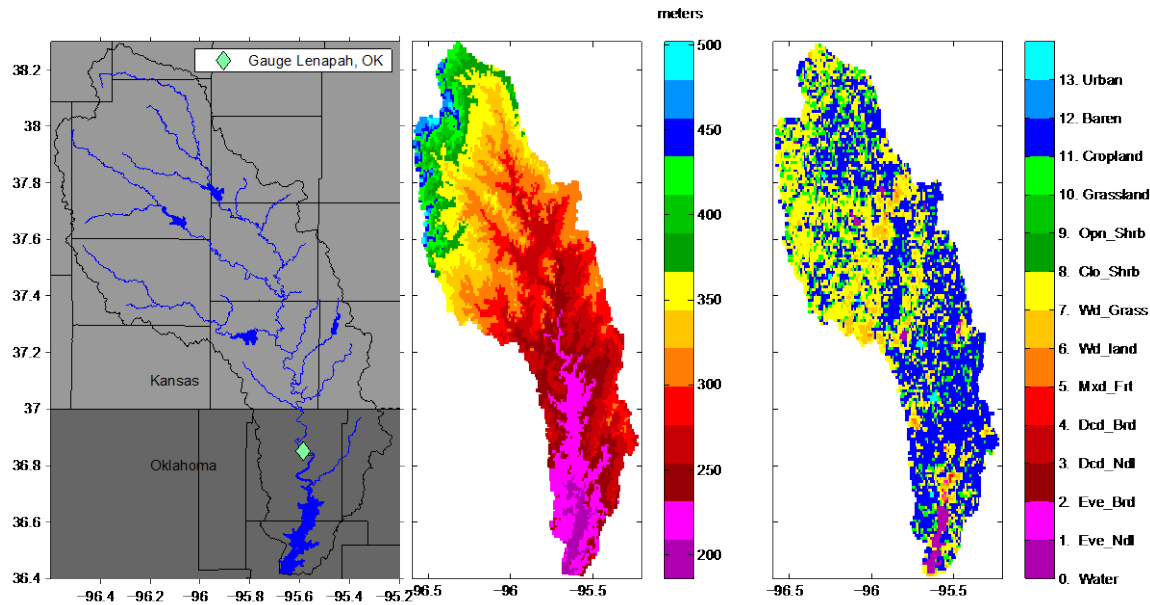 meters
Gauge Lenapah, OK
38.2
38
37.8
37.6
37.4
37.2
37
36.8
36.6
36.4
Kansas
Oklahoma
−96.4 −96.2 −96 −95.8 −95.6 −95.4 −95.2
500
450
400
350
300
250
200
−96.5 −96 −95.5
13. Urban
12. Baren
11. Cropland
10. Grassland
9. Opn_Shrb
8. Clo_Shrb
7. Wd_Grass
6. Wd_land
5. Mxd_Frt
4. Dcd_Brd
3. Dcd_Ndl
2. Eve_Brd
1. Eve_Ndl
0. Water
−96.5 −96 −95.5